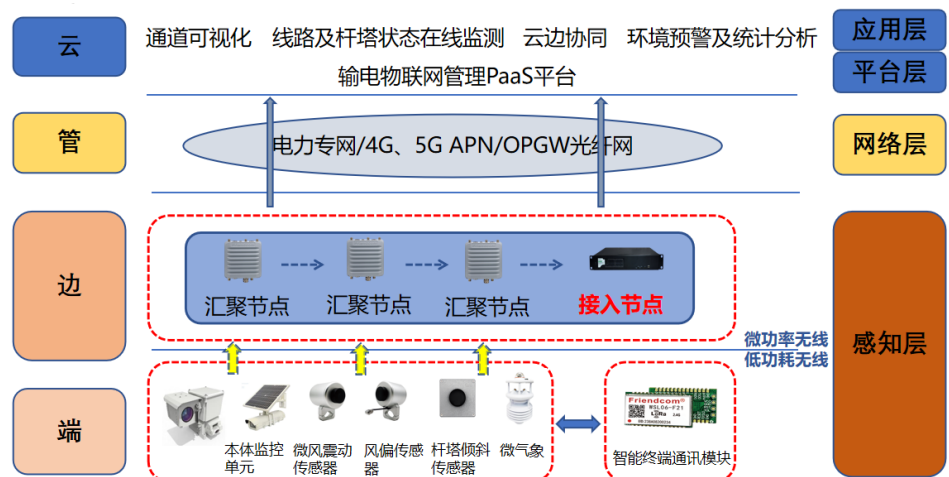 云
通道可视化 线路及杆塔状态在线监测 云边协同 环境预警及统计分析
应用层
输电物联网管理PaaS平台
平台层
管
电力专网/4G、5G APN/OPGW光纤网
网络层
边
汇聚节点
汇聚节点
汇聚节点
接入节点
微功率无线
低功耗无线
感知层
端
本体监控
单元
微风震动
传感器
风偏传感
器
杆塔倾斜
传感器
微气象
Friendcom
WSL06-F21
LoRa
智能终端通讯模块